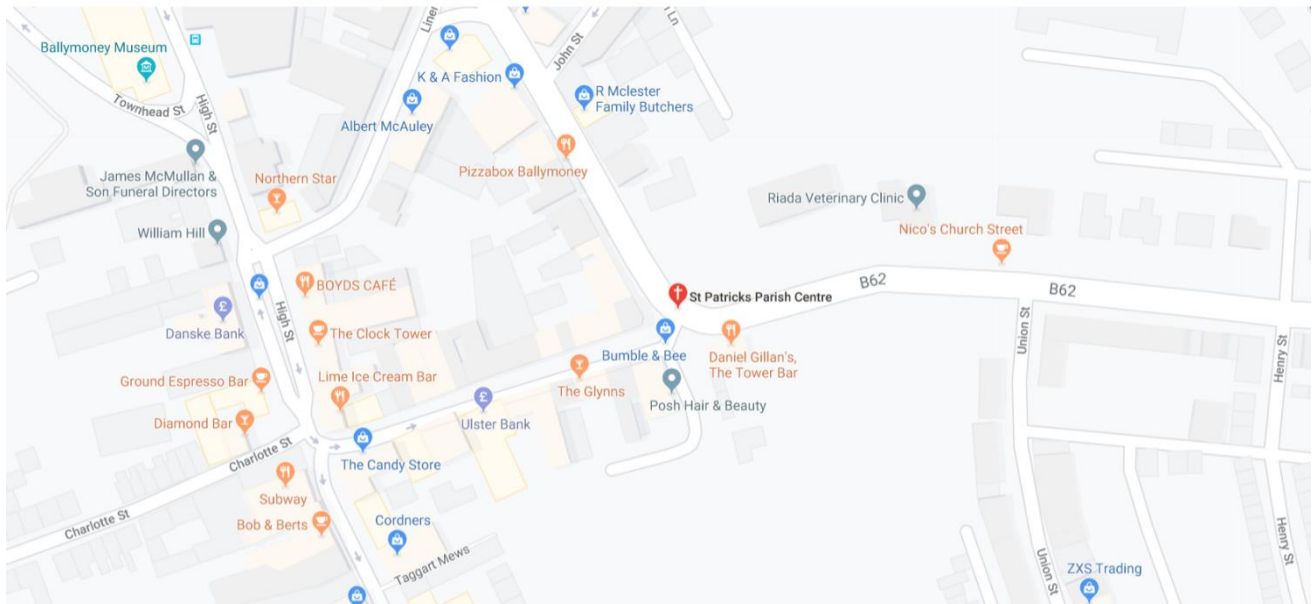 Ballymoney Museum
Townhead St
High St
Liner
K & A Fashion
John St
Ln
R Mclester
Family Butchers
Albert McAuley
Pizzabox Ballymoney
James McMullan &
Son Funeral Directors
Northern Star
William Hill
Riada Veterinary Clinic
Nico's Church Street
BOYDS CAFÉ
£
Danske Bank
High St
The Clock Tower
St Patricks Parish Centre
B62
B62
Union St
Henry St
Bumble & Bee
Daniel Gillan's,
The Tower Bar
Ground Espresso Bar
Lime Ice Cream Bar
The Glynns
Posh Hair & Beauty
£
Ulster Bank
Diamond Bar
Charlotte St
The Candy Store
Subway
Charlotte St
Bob & Berts
Cordners
Taggart Mews
Union St
Henry St
ZXS Trading